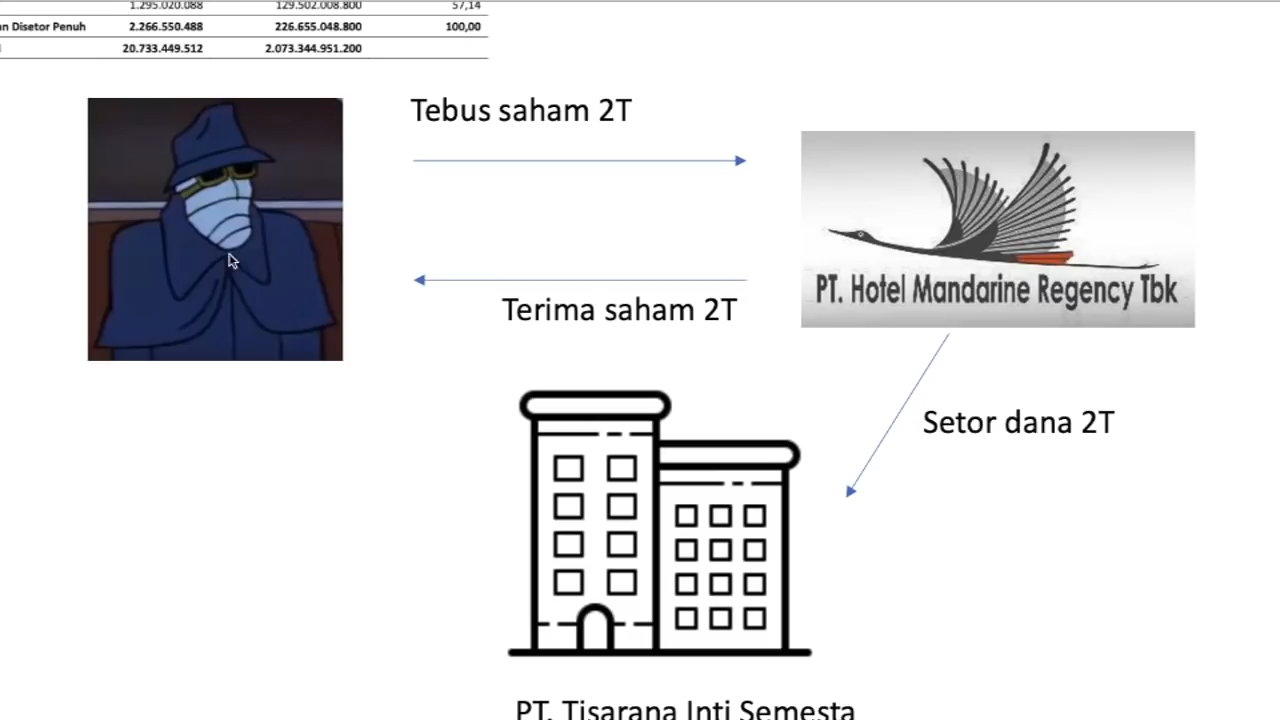 1.295.020.088 129.502.008.800 57,14
n Disetor Penuh 2.266.550.488 226.655.048.800 100,00
20.733.449.512 2.073.344.951.200
Tebus saham 2T
Terima saham 2T
PT. Hotel Mandarine Regency Tbk
Setor dana 2T
PT. Tisarana Inti Semesta